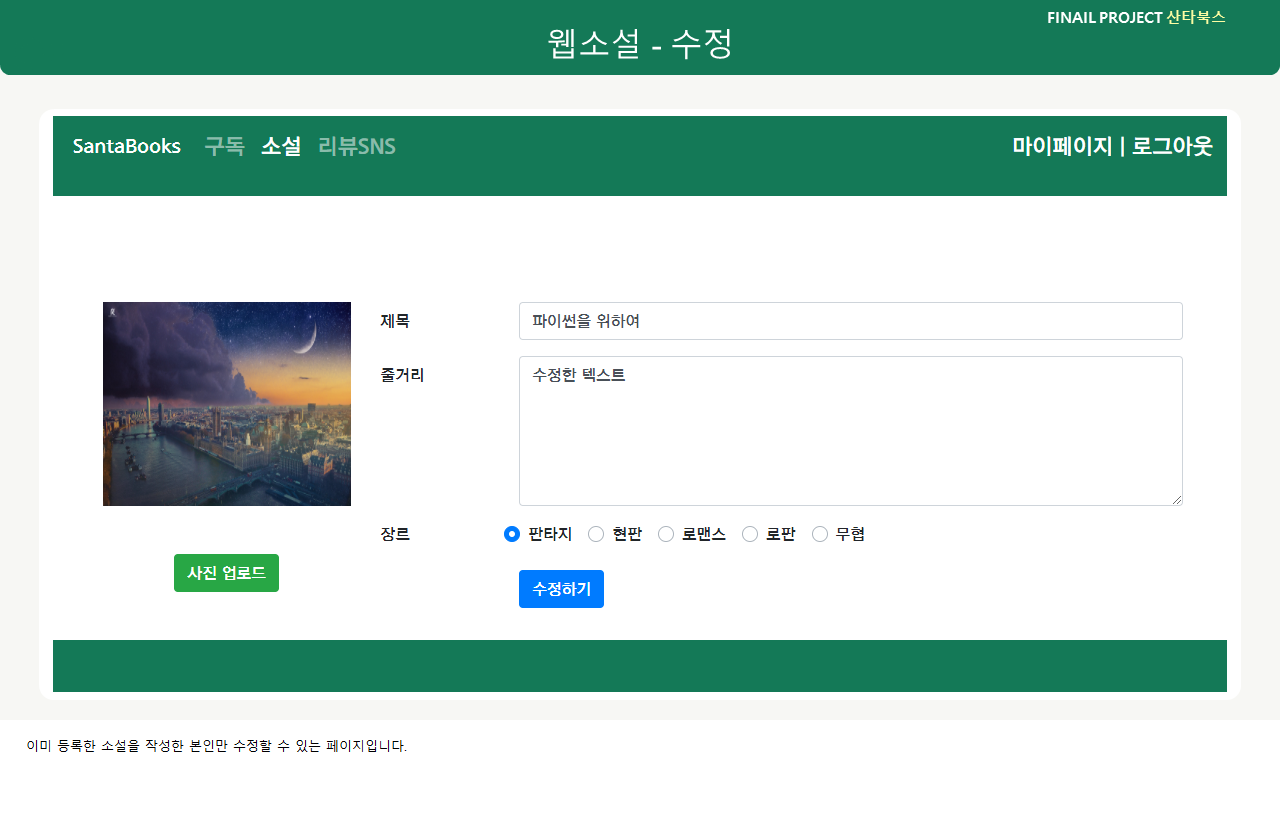 FINAIL PROJECT 산타북스
웹소설 - 수정
SantaBooks 구독 소설 리뷰SNS 마이페이지 | 로그아웃
제목 파이썬을 위하여
줄거리 수정한 텍스트
장르 판타지 현판 로맨스 로판 무협
사진 업로드
수정하기
이미 등록한 소설을 작성한 본인만 수정할 수 있는 페이지입니다.